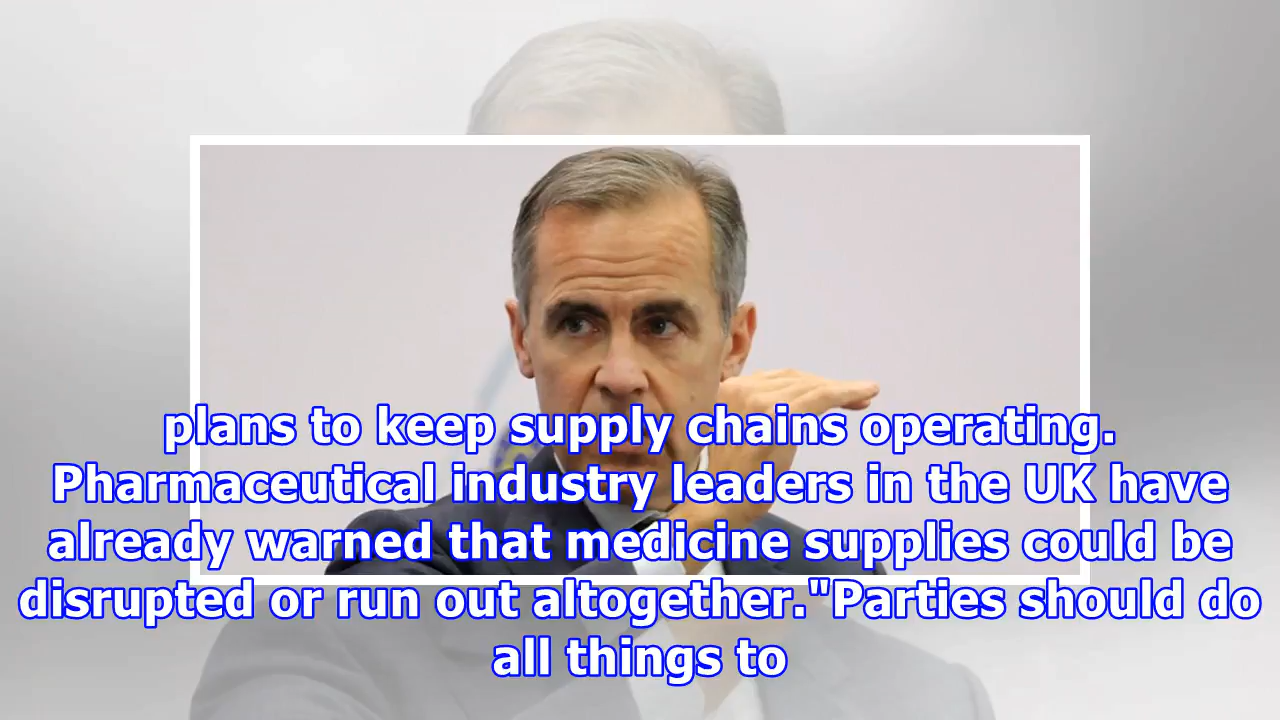 plans to keep supply chains operating.
Pharmaceutical industry leaders in the UK have
already warned that medicine supplies could be
disrupted or run out altogether."Parties should do
all things to